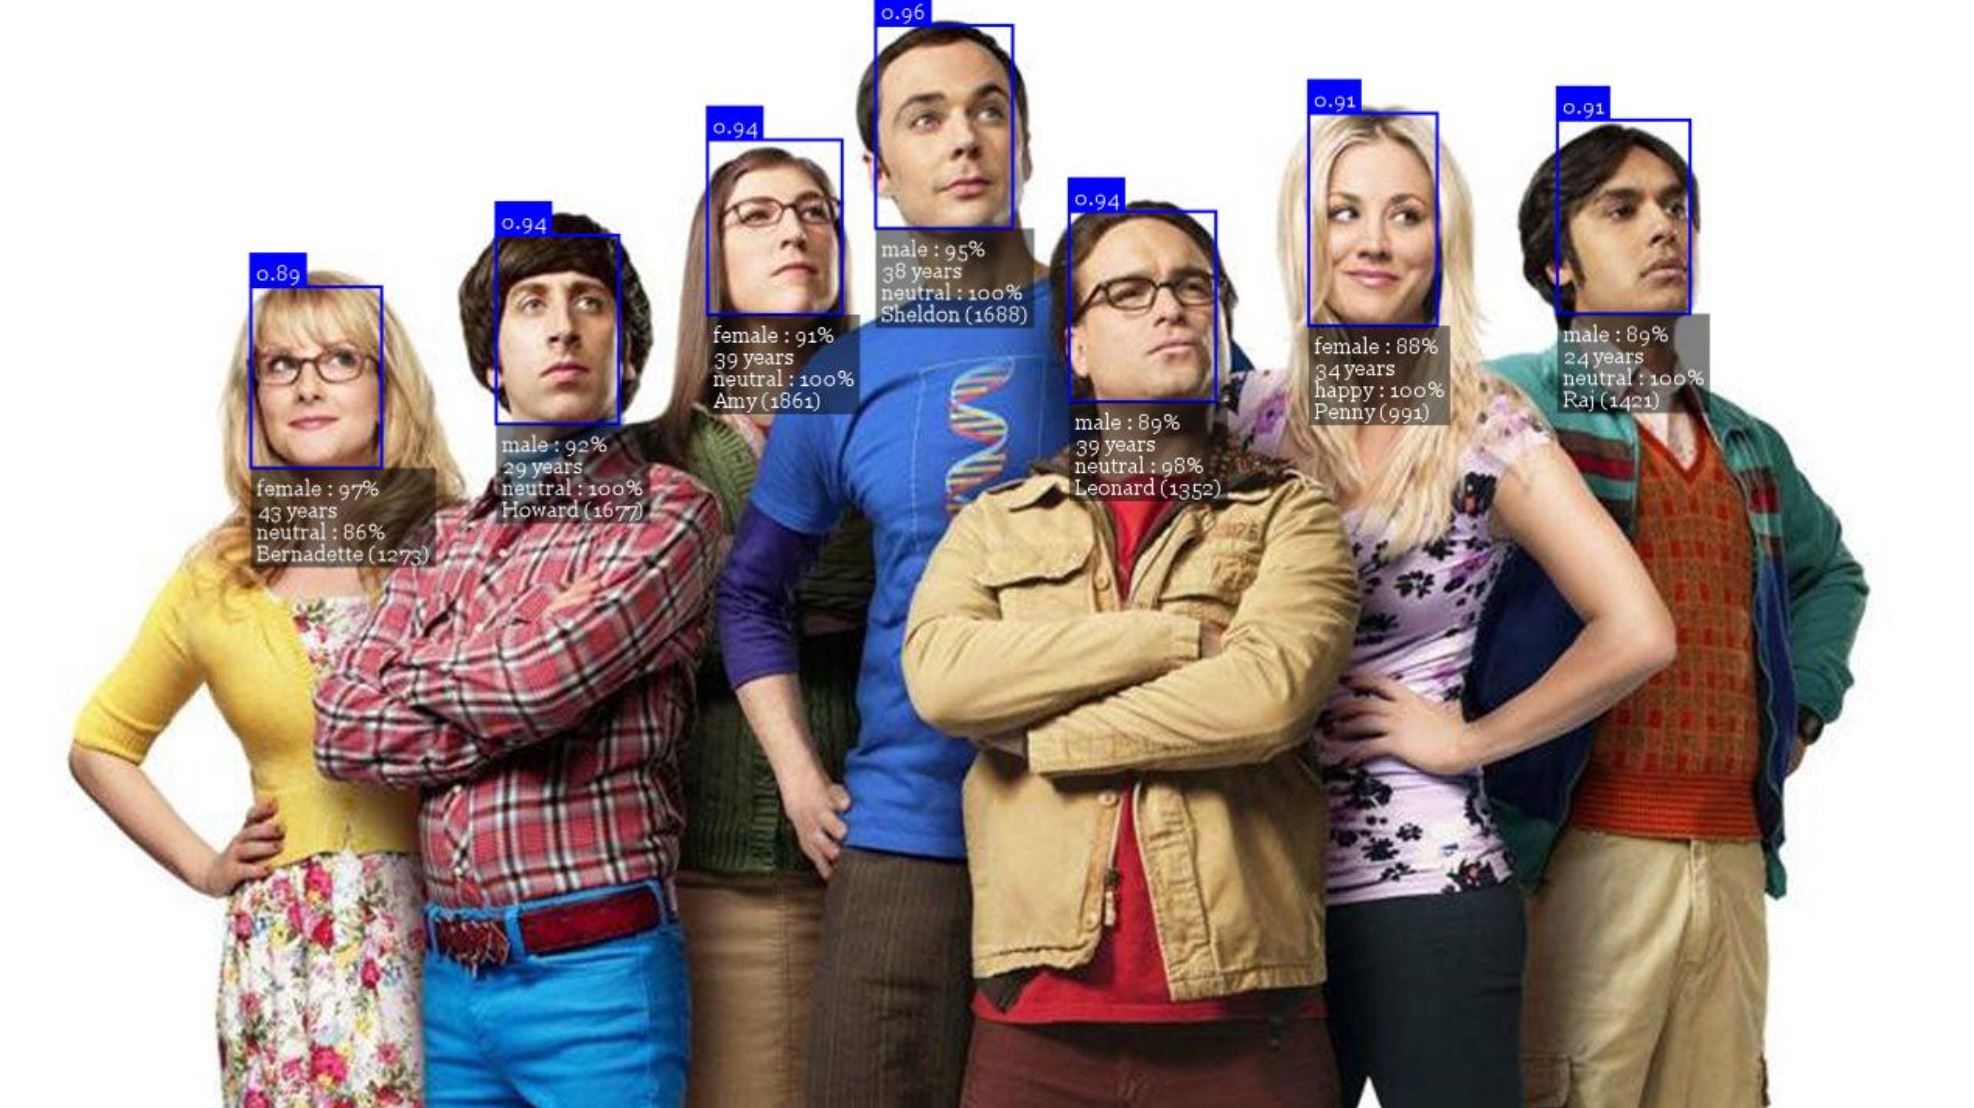 0.89
female : 97%
43 years
neutral : 86%
Bernadette (1273)
0.94
male : 92%
29 years
neutral : 100%
Howard (1677)
0.94
female : 91%
39 years
neutral : 100%
Amy (1861)
0.96
male : 95%
38 years
neutral : 100%
Sheldon (1688)
0.94
male : 89%
39 years
neutral : 98%
Leonard (1352)
0.91
female : 88%
34 years
happy : 100%
Penny (991)
0.91
male : 89%
24 years
neutral : 100%
Raj (1421)